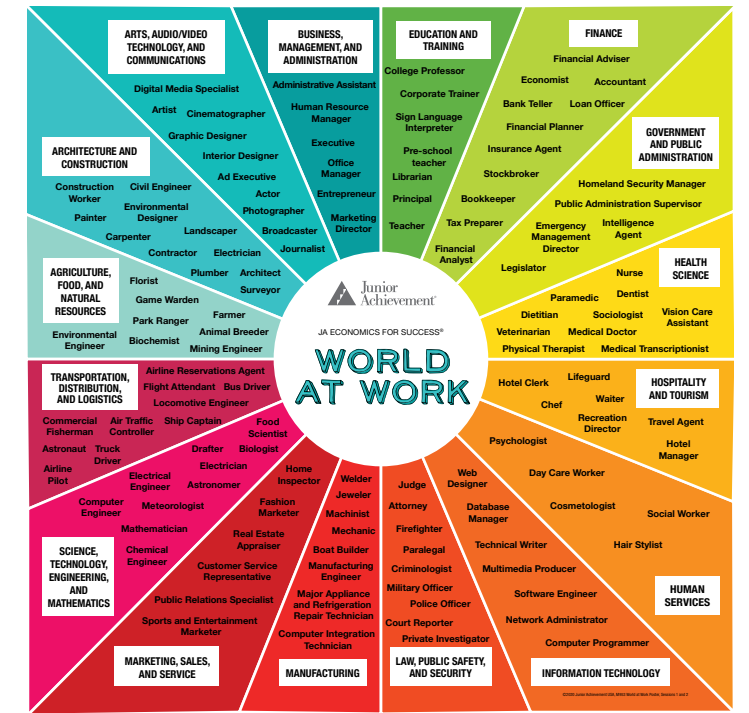 ARTS, AUDIO/VIDEO
TECHNOLOGY, AND
COMMUNICATIONS
Digital Media Specialist
Artist
Cinematographer
Graphic Designer
Interior Designer
Ad Executive
Actor
Photographer
Broadcaster
Journalist
BUSINESS,
MANAGEMENT, AND
ADMINISTRATION
Administrative Assistant
Human Resource
Manager
Executive
Office
Manager
Entrepreneur
Marketing
Director
EDUCATION AND
TRAINING
College Professor
Corporate Trainer
Sign Language
Interpreter
Pre-school
teacher
Librarian
Principal
Teacher
FINANCE
Financial Adviser
Economist
Accountant
Bank Teller
Loan Officer
Financial Planner
Insurance Agent
Stockbroker
Bookkeeper
Tax Preparer
Financial
Analyst
GOVERNMENT
AND PUBLIC
ADMINISTRATION
Homeland Security Manager
Public Administration Supervisor
Emergency
Management
Director
Intelligence
Agent
Legislator
HEALTH
SCIENCE
Nurse
Paramedic
Dentist
Dietitian
Sociologist
Vision Care
Assistant
Veterinarian
Medical Doctor
Physical Therapist
Medical Transcriptionist
ARCHITECTURE AND
CONSTRUCTION
Construction
Worker
Civil Engineer
Painter
Environmental
Designer
Carpenter
Landscaper
Contractor
Electrician
Plumber
Architect
Surveyor
AGRICULTURE,
FOOD, AND
NATURAL
RESOURCES
Florist
Game Warden
Park Ranger
Farmer
Environmental
Engineer
Biochemist
Animal Breeder
Mining Engineer
Junior
Achievement®
JA ECONOMICS FOR SUCCESS®
WORLD
AT WORK
TRANSPORTATION,
DISTRIBUTION,
AND LOGISTICS
Airline Reservations Agent
Flight Attendant
Bus Driver
Locomotive Engineer
Commercial
Fisherman
Air Traffic
Controller
Ship Captain
Astronaut
Truck
Driver
Airline
Pilot
HOSPITALITY
AND TOURISM
Hotel Clerk
Lifeguard
Chef
Waiter
Recreation
Director
Travel Agent
Hotel
Manager
SCIENCE,
TECHNOLOGY,
ENGINEERING,
AND
MATHEMATICS
Food
Scientist
Drafter
Biologist
Electrician
Electrical
Engineer
Astronomer
Computer
Engineer
Meteorologist
Mathematician
Chemical
Engineer
MARKETING, SALES,
AND SERVICE
Home
Inspector
Fashion
Marketer
Real Estate
Appraiser
Customer Service
Representative
Public Relations Specialist
Sports and Entertainment
Marketer
MANUFACTURING
Welder
Jeweler
Machinist
Mechanic
Boat Builder
Manufacturing
Engineer
Major Appliance
and Refrigeration
Repair Technician
Computer Integration
Technician
LAW, PUBLIC SAFETY,
AND SECURITY
Judge
Attorney
Firefighter
Paralegal
Criminologist
Military Officer
Police Officer
Court Reporter
Private Investigator
INFORMATION TECHNOLOGY
Web
Designer
Database
Manager
Technical Writer
Multimedia Producer
Software Engineer
Network Administrator
Computer Programmer
HUMAN
SERVICES
Psychologist
Day Care Worker
Cosmetologist
Social Worker
Hair Stylist
Junior Achievement USA, World at Work Poster, Sessions 1 and 2